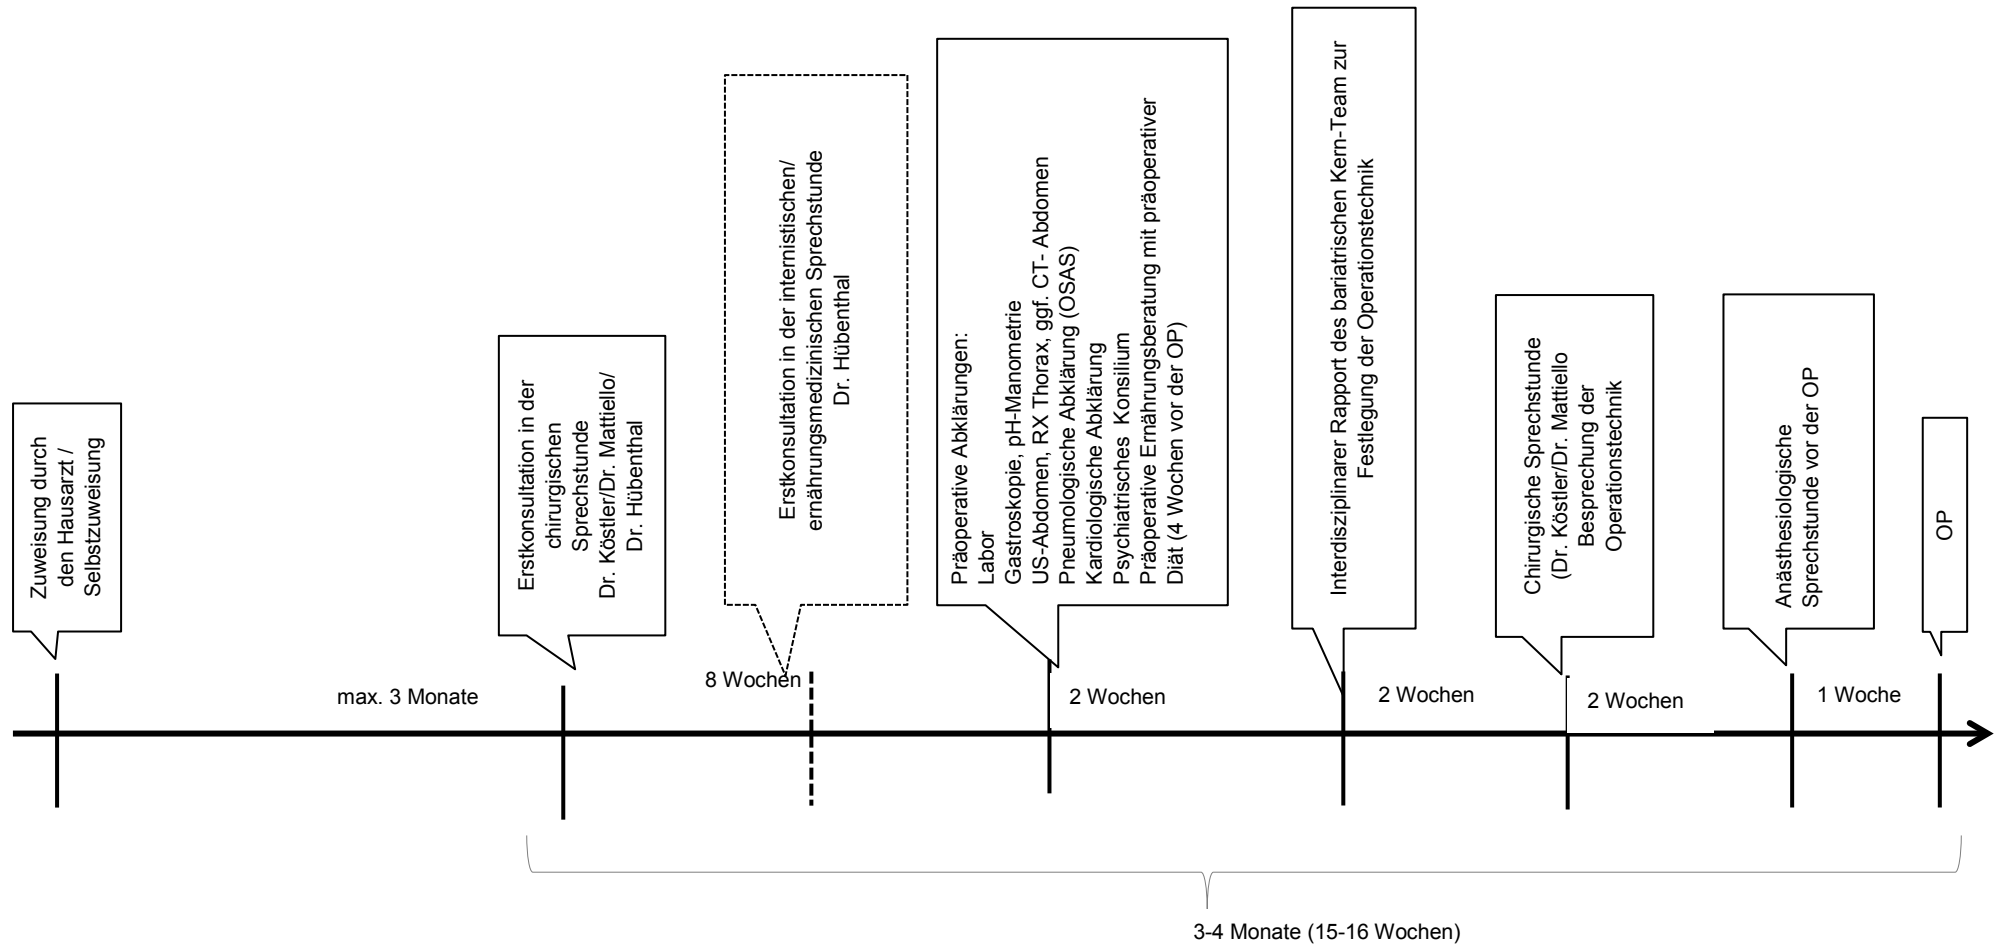 Zuweisung durch
den Hausarzt /
Selbstzuweisung
Erstkonsultation in der
chirurgischen
Sprechstunde
Dr. Köstler/Dr. Mattiello/
Dr. Hübenthal
Erstkonsultation in der internistischen/
ernährungsmedizinischen Sprechstunde
Dr. Hübenthal
Präoperative Abklärungen:
Labor
Gastroskopie, pH-Manometrie
US-Abdomen, RX Thorax, ggf. CT- Abdomen
Pneumologische Abklärung (OSAS)
Kardiologische Abklärung
Psychiatrisches Konsilium
Präoperative Ernährungsberatung mit präoperativer
Diät (4 Wochen vor der OP)
Interdisziplinarer Rapport des bariatrischen Kern-Team zur
Festlegung der Operationstechnik
Chirurgische Sprechstunde
(Dr. Köstler/Dr. Mattiello
Besprechung der
Operationstechnik
Anästhesiologische
Sprechstunde vor der OP
OP
max. 3 Monate
8 Wochen
2 Wochen
2 Wochen
2 Wochen
1 Woche
3-4 Monate (15-16 Wochen)